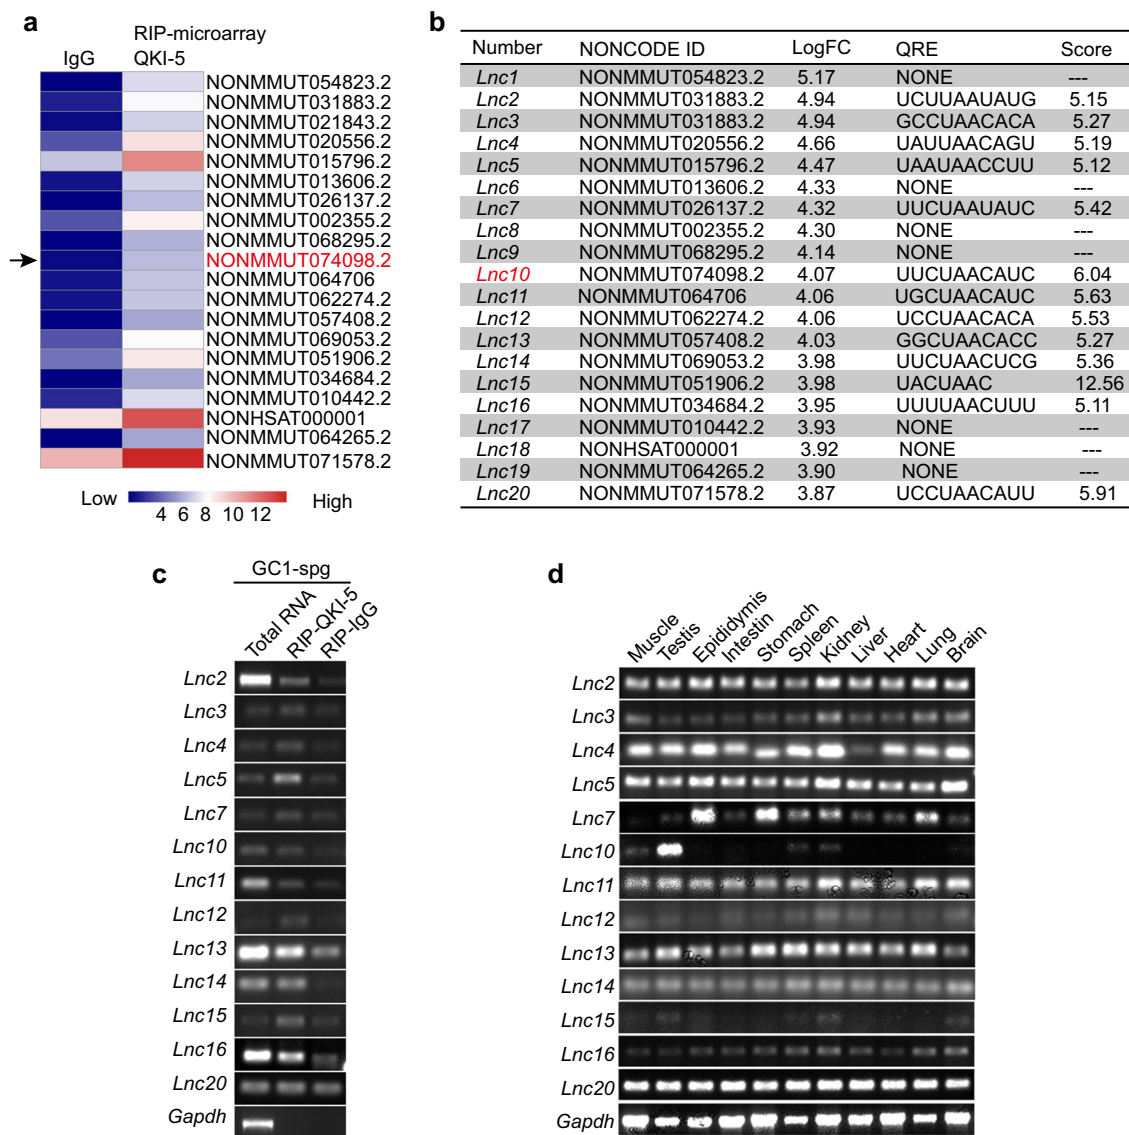 a
RIP-microarray
IgG QKI-5
NONMMUT054823.2
NONMMUT031883.2
NONMMUT021843.2
NONMMUT020556.2
NONMMUT015796.2
NONMMUT013606.2
NONMMUT026137.2
NONMMUT002355.2
NONMMUT068295.2
NONMMUT074098.2
NONMMUT064706
NONMMUT062274.2
NONMMUT057408.2
NONMMUT069053.2
NONMMUT051906.2
NONMMUT034684.2
NONMMUT010442.2
NONHSAT000001
NONMMUT064265.2
NONMMUT071578.2
Low High
4 6 8 10 12
b
Number NONCODE ID LogFC QRE Score
Lnc1 NONMMUT054823.2 5.17 NONE ---
Lnc2 NONMMUT031883.2 4.94 UCUUAAUAUG 5.15
Lnc3 NONMMUT031883.2 4.94 GCCUAACACA 5.27
Lnc4 NONMMUT020556.2 4.66 UAUUAACAGU 5.19
Lnc5 NONMMUT015796.2 4.47 UAAUAACCUU 5.12
Lnc6 NONMMUT013606.2 4.33 NONE ---
Lnc7 NONMMUT026137.2 4.32 UUCUAAUAUC 5.42
Lnc8 NONMMUT002355.2 4.30 NONE ---
Lnc9 NONMMUT068295.2 4.14 NONE ---
Lnc10 NONMMUT074098.2 4.07 UUCUAACAUC 6.04
Lnc11 NONMMUT064706 4.06 UGCUAACAUC 5.63
Lnc12 NONMMUT062274.2 4.06 UCCUAACACA 5.53
Lnc13 NONMMUT057408.2 4.03 GGCUAACACC 5.27
Lnc14 NONMMUT069053.2 3.98 UUCUAACUCG 5.36
Lnc15 NONMMUT051906.2 3.98 UACUAAC 12.56
Lnc16 NONMMUT034684.2 3.95 UUUUAACUUU 5.11
Lnc17 NONMMUT010442.2 3.93 NONE ---
Lnc18 NONHSAT000001 3.92 NONE ---
Lnc19 NONMMUT064265.2 3.90 NONE ---
Lnc20 NONMMUT071578.2 3.87 UCCUAACAUU 5.91
c
GC1-spg
Total RNA RIP-QKI-5 RIP-IgG
Lnc2
Lnc3
Lnc4
Lnc5
Lnc7
Lnc10
Lnc11
Lnc12
Lnc13
Lnc14
Lnc15
Lnc16
Lnc20
Gapdh
d
Muscle Testis Epididymis Intestin Stomach Spleen Kidney Liver Heart Lung Brain
Lnc2
Lnc3
Lnc4
Lnc5
Lnc7
Lnc10
Lnc11
Lnc12
Lnc13
Lnc14
Lnc15
Lnc16
Lnc20
Gapdh